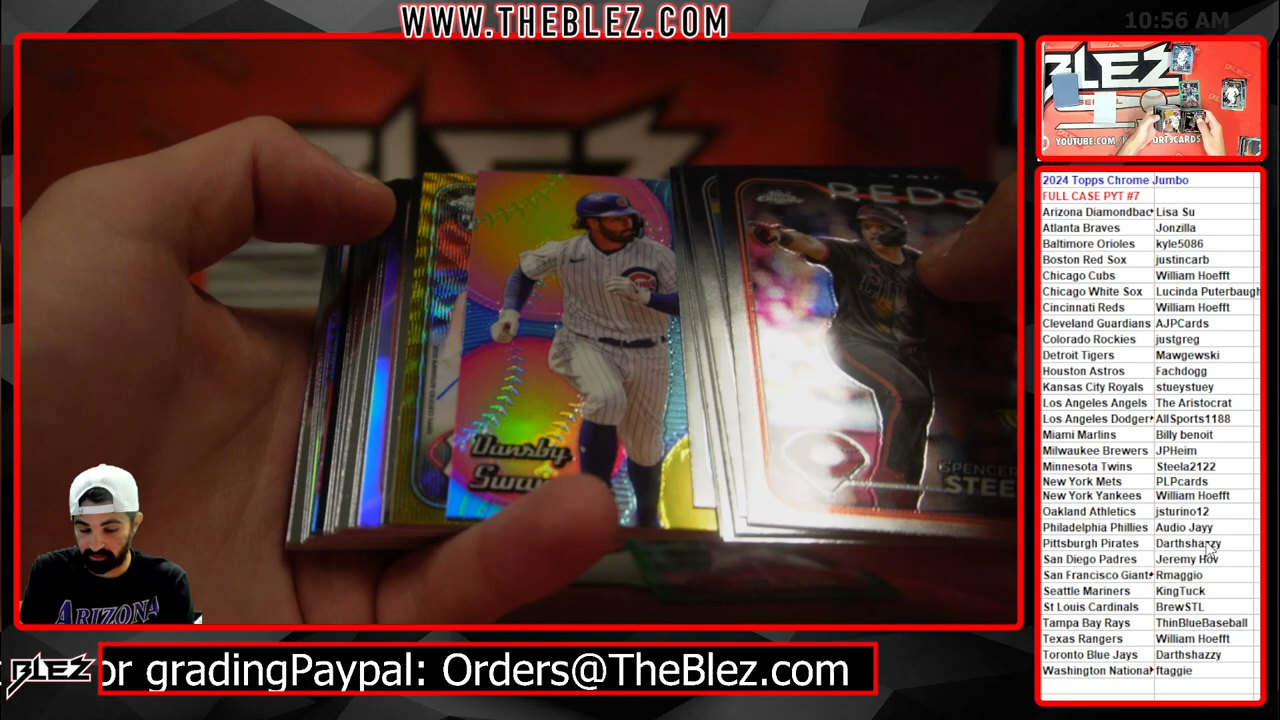 WWW.THEBLEZ.COM
10:56 AM
BLEZ
YOUTUBE.COM/
REDS
Dansby
SPENCER
STEE
ARIZONA
BLEZ
or gradingPaypal: Orders@TheBlez.com
2024 Topps Chrome Jumbo
FULL CASE PYT #7
Arizona Diamondbac Lisa Su
Atlanta Braves Jonzilla
Baltimore Orioles kyle5086
Boston Red Sox justincarb
Chicago Cubs William Hoefft
Chicago White Sox Lucinda Puterbaugh
Cincinnati Reds William Hoefft
Cleveland Guardians AJPCards
Colorado Rockies justgreg
Detroit Tigers Mawgewski
Houston Astros Fachdogg
Kansas City Royals stueystuey
Los Angeles Angels The Aristocrat
Los Angeles Dodger AllSports1188
Miami Marlins Billy benoit
Milwaukee Brewers JPHeim
Minnesota Twins Steela2122
New York Mets PLPcards
New York Yankees William Hoefft
Oakland Athletics jsturino12
Philadelphia Phillies Audio Jayy
Pittsburgh Pirates Darthshazzy
San Diego Padres Jeremy Hov
San Francisco Giant Rmaggio
Seattle Mariners KingTuck
St Louis Cardinals BrewSTL
Tampa Bay Rays ThinBlueBaseball
Texas Rangers William Hoefft
Toronto Blue Jays Darthshazzy
Washington National ftaggie